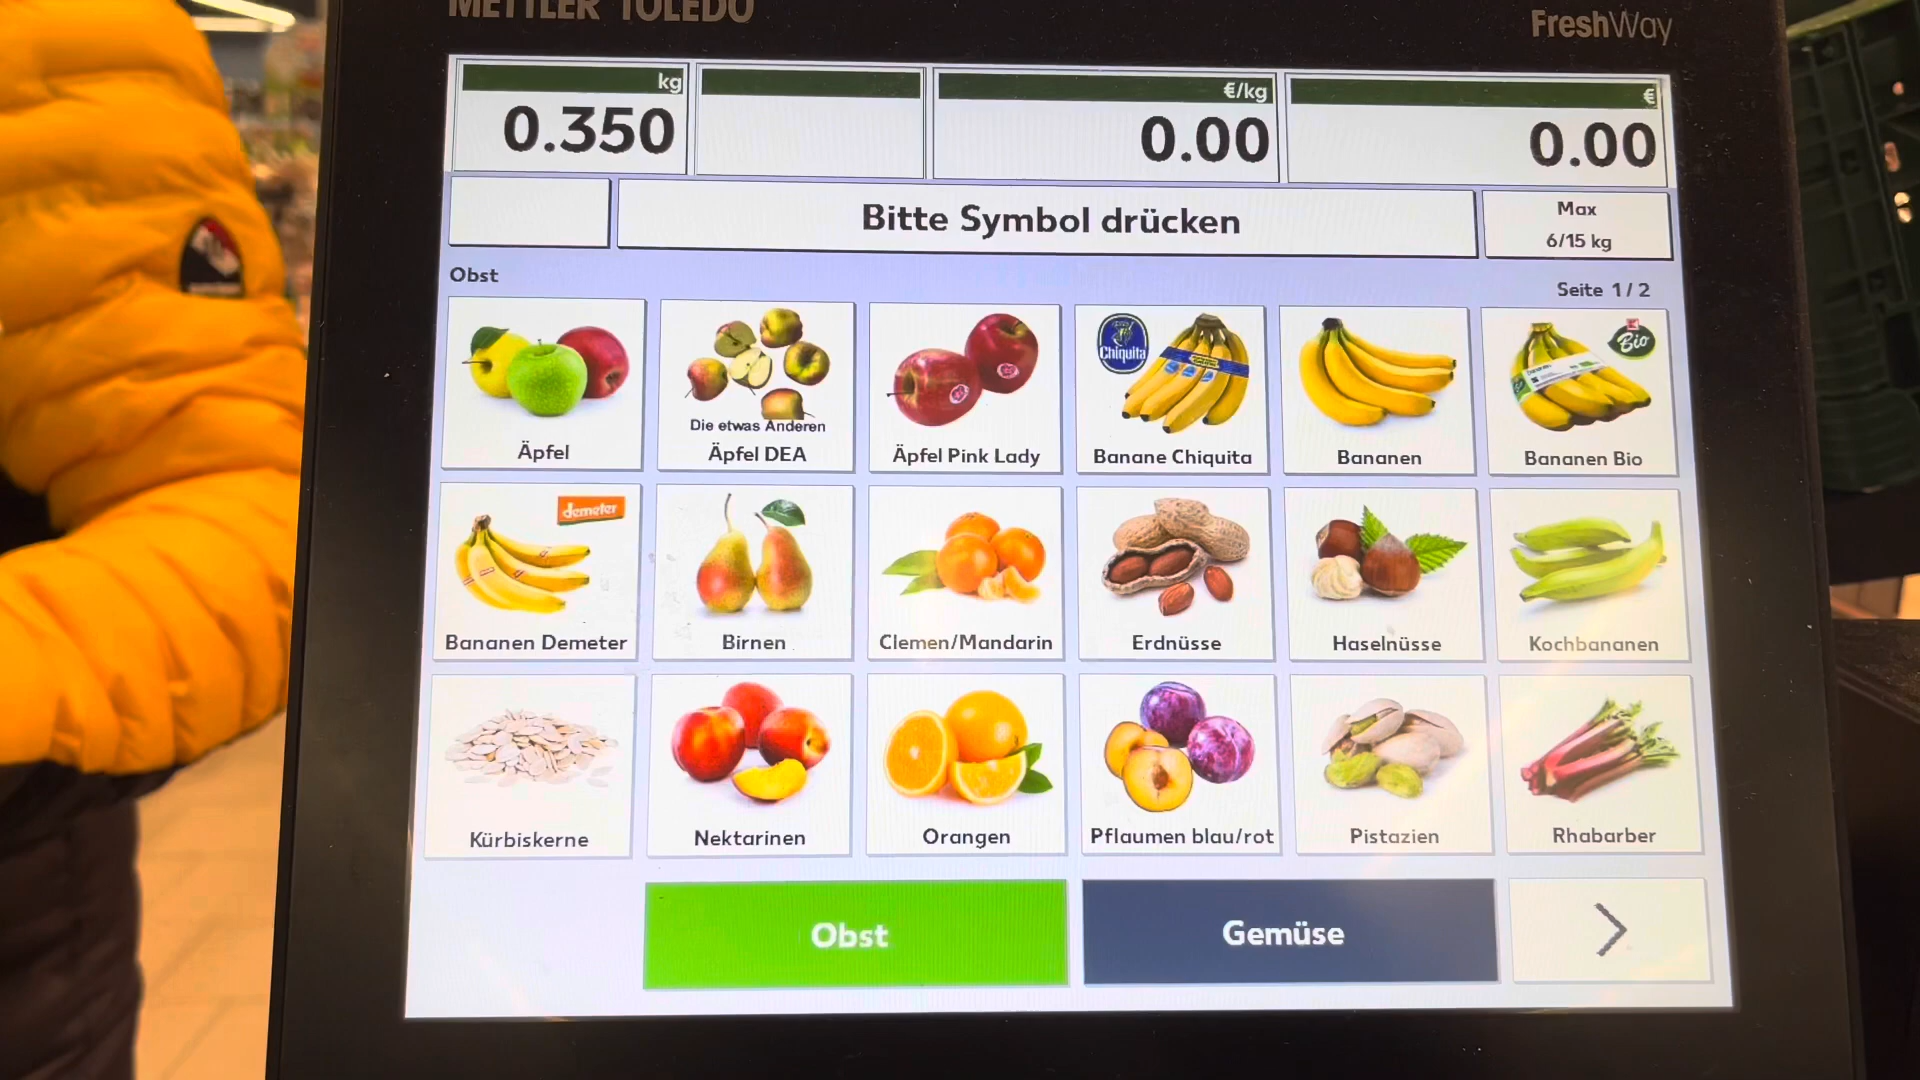 METTLER TOLEDO
FreshWay
kg
€/kg
€
0.350
0.00
0.00
Bitte Symbol drücken
Max
6/15 kg
Obst
Seite 1/2
Chiquita
Bio
Die etwas Anderen
Äpfel
Äpfel DEA
Äpfel Pink Lady
Banane Chiquita
Bananen
Bananen Bio
demeter
Bananen Demeter
Birnen
Clemen/Mandarin
Erdnüsse
Haselnüsse
Kochbananen
Kürbiskerne
Nektarinen
Orangen
Pflaumen blau/rot
Pistazien
Rhabarber
Obst
Gemüse